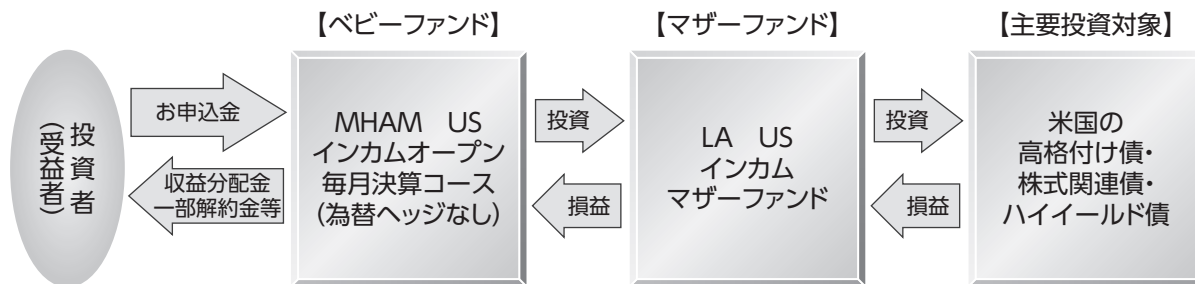 【ベビーファンド】
【マザーファンド】
【主要投資対象】
投資者
(受益者)
お申込金
収益分配金
一部解約金等
MHAM US
インカムオープン
毎月決算コース
(為替ヘッジなし)
投資
損益
LA US
インカム
マザーファンド
投資
損益
米国の
高格付け債・
株式関連債・
ハイイールド債